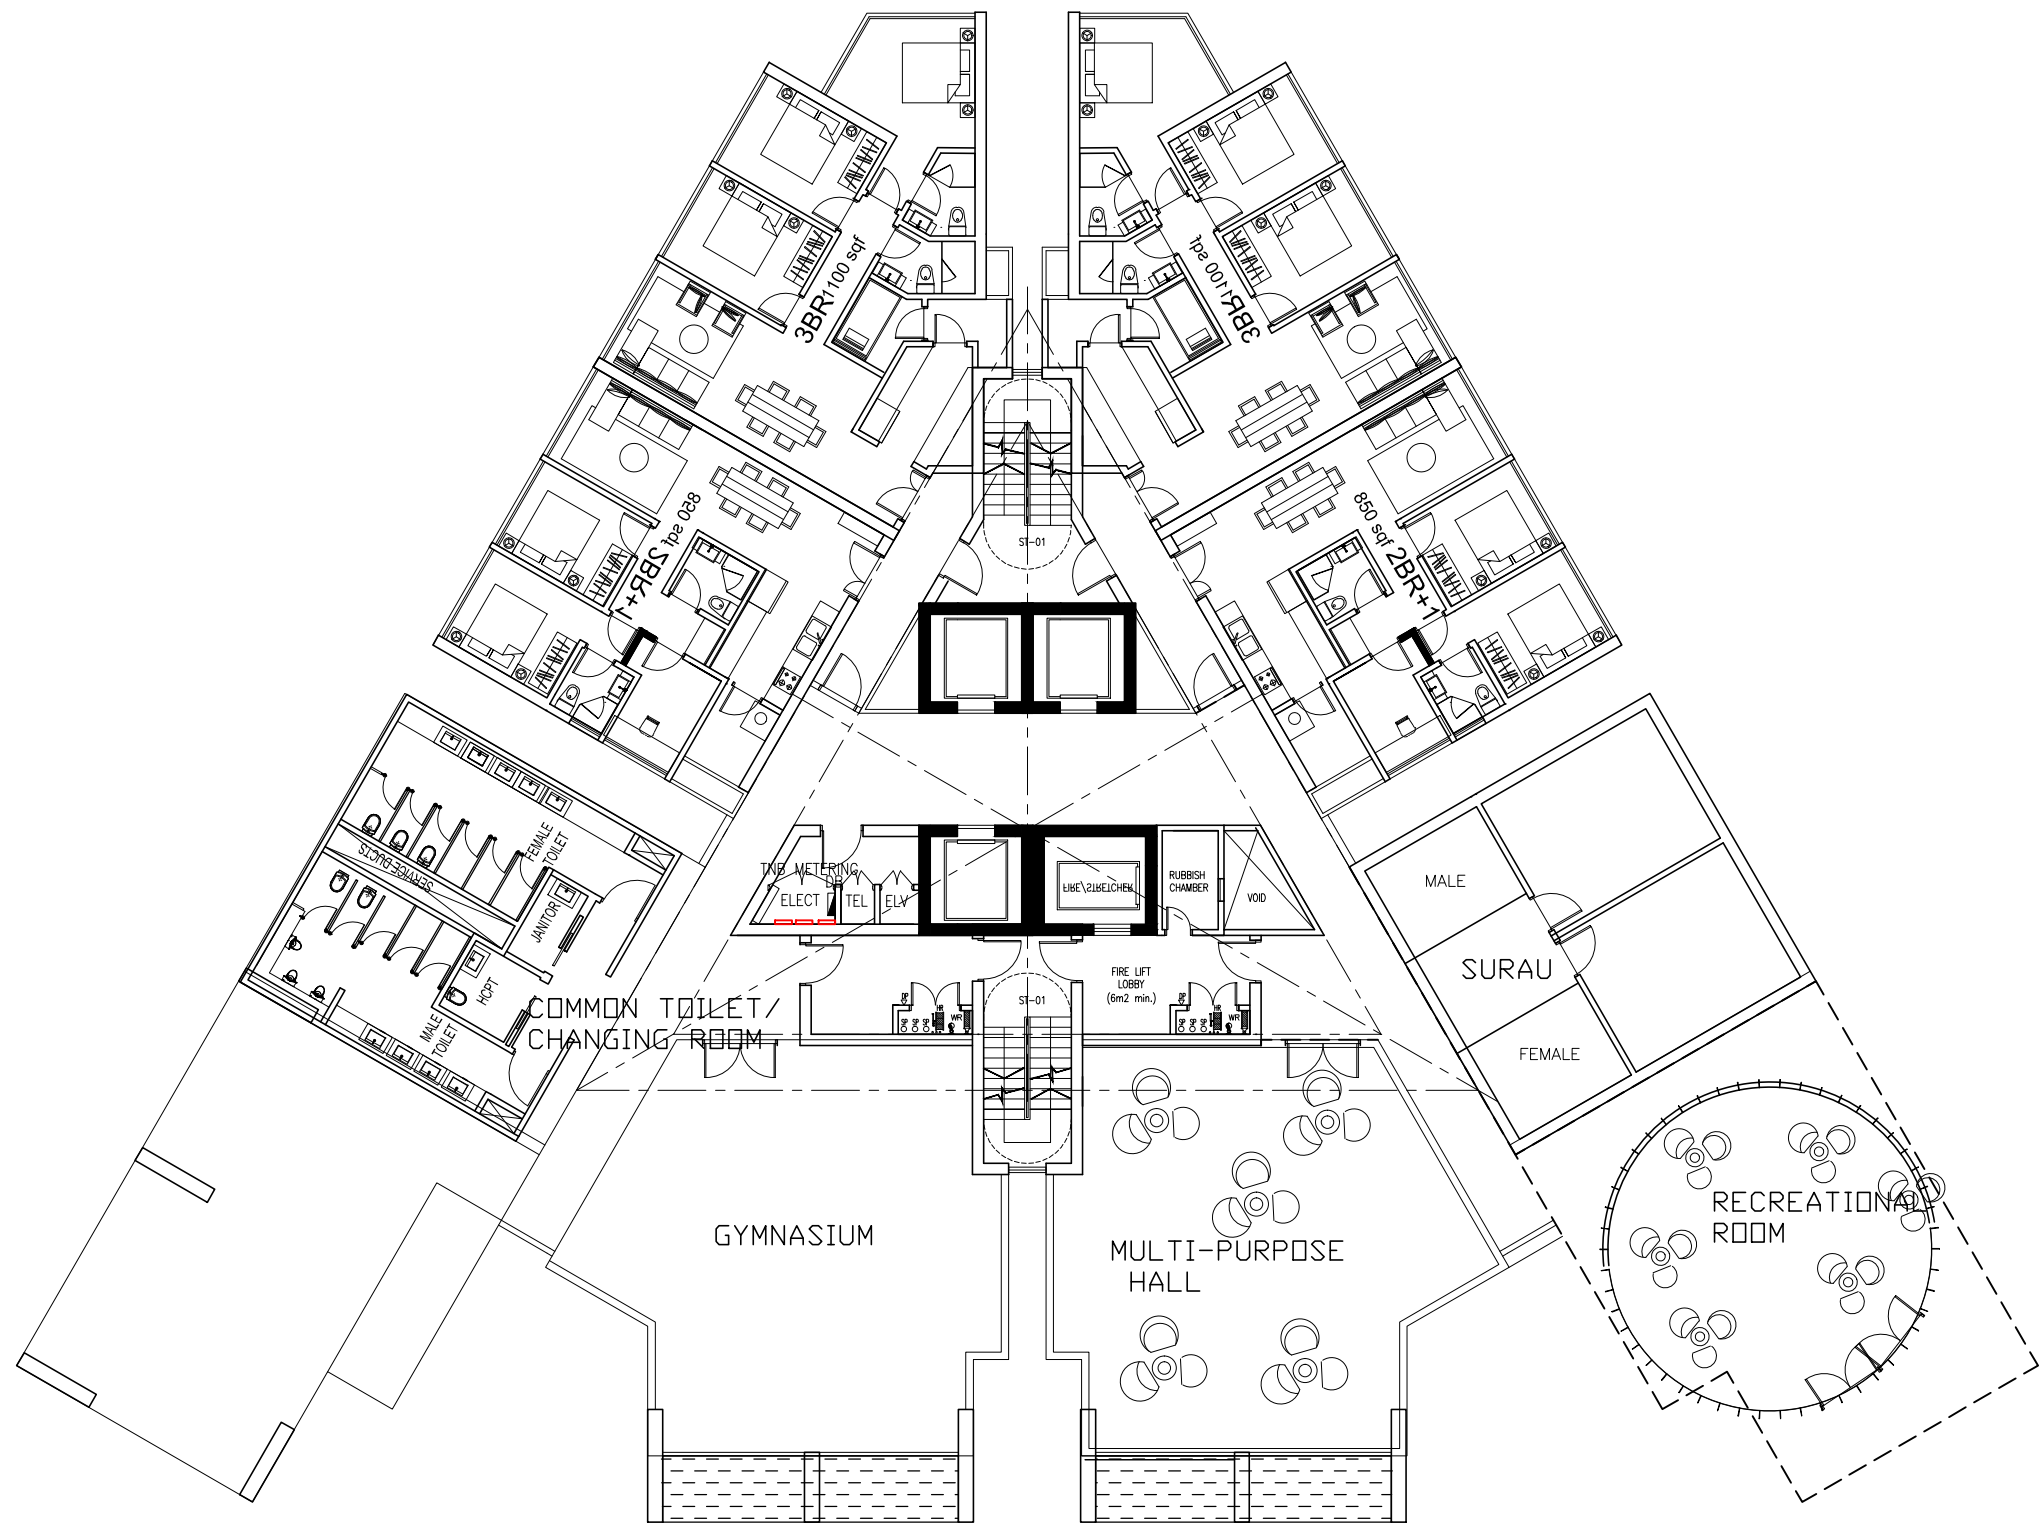 3BR 1100 sqf
3BR 1100 sqf
850 sqf
2BR+1
850 sqf
2BR+1
ST-01
TNB METERING
DB
ELECT
TEL
ELV
FIRE/STRETCHER
RUBBISH
CHAMBER
VOID
FEMALE
TOILET
SERVICE DUCTS
JANITOR
HCPT
MALE
TOILET
COMMON TOILET/
CHANGING ROOM
MALE
SURAU
FEMALE
FIRE LIFT
LOBBY
(6m2 min.)
ST-01
WR
WR
GYMNASIUM
MULTI-PURPOSE
HALL
RECREATIONAL
ROOM